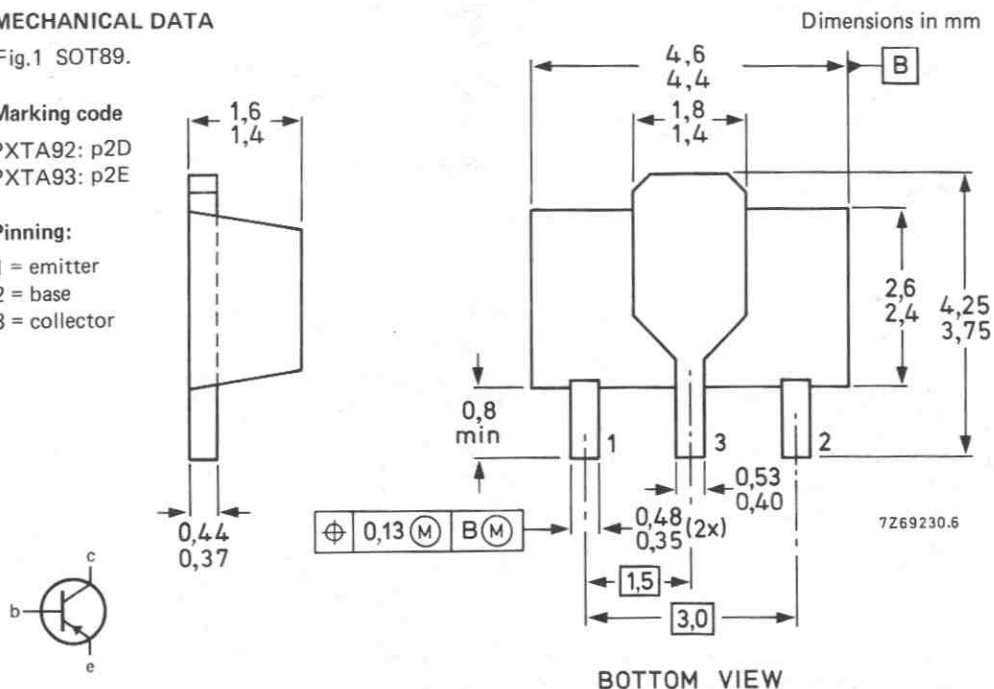 MECHANICAL DATA
Dimensions in mm
Fig.1 SOT89.
Marking code
PXTA92: p2D
PXTA93: p2E
Pinning:
1 = emitter
2 = base
3 = collector
1,6
1,4
4,6
4,4
B
1,8
1,4
2,6
2,4
4,25
3,75
0,8
min
1
3
2
0,53
0,40
0,44
0,37
⌖ 0,13 Ⓜ B Ⓜ
0,48
0,35 (2x)
7Z69230.6
1,5
3,0
c
b
e
BOTTOM VIEW